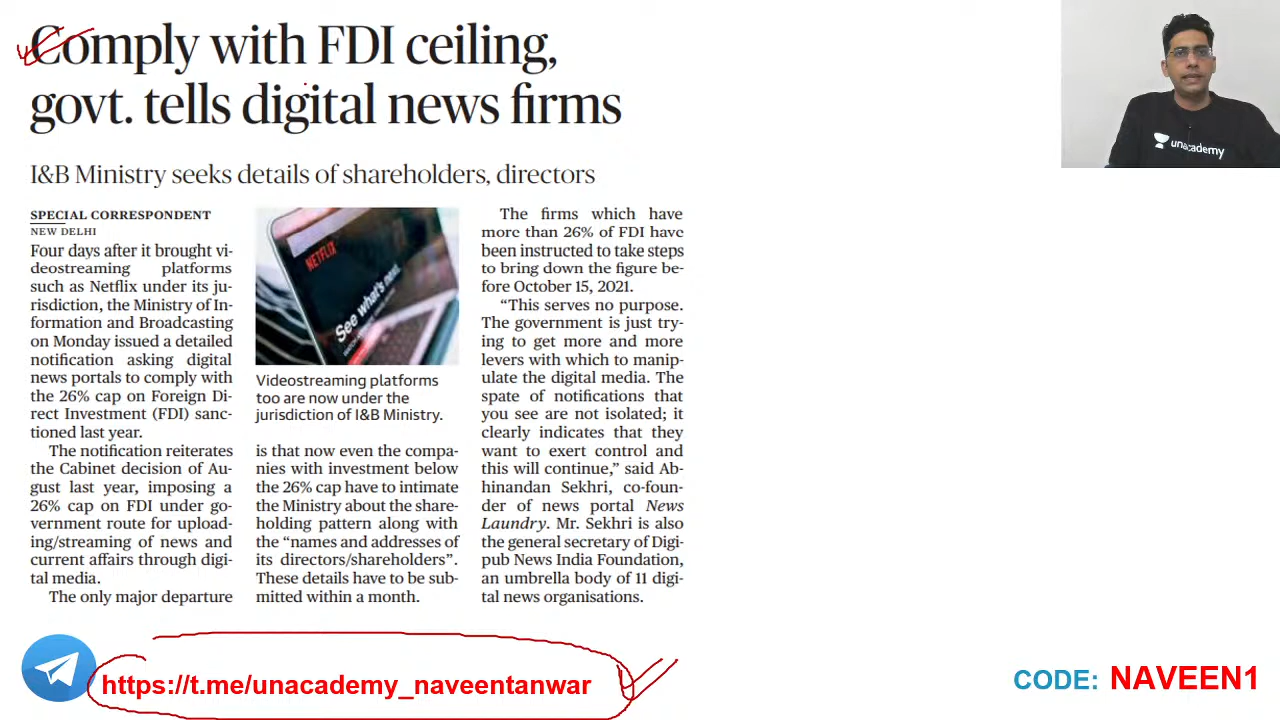 Comply with FDI ceiling,
govt. tells digital news firms
I&B Ministry seeks details of shareholders, directors
SPECIAL CORRESPONDENT
NEW DELHI
Four days after it brought vi-
deostreaming platforms
such as Netflix under its ju-
risdiction, the Ministry of In-
formation and Broadcasting
on Monday issued a detailed
notification asking digital
news portals to comply with
the 26% cap on Foreign Di-
rect Investment (FDI) sanc-
tioned last year.
The notification reiterates
the Cabinet decision of Au-
gust last year, imposing a
26% cap on FDI under go-
vernment route for upload-
ing/streaming of news and
current affairs through digi-
tal media.
The only major departure
NETFLIX
See what's next.
Videostreaming platforms
too are now under the
jurisdiction of I&B Ministry.
is that now even the compa-
nies with investment below
the 26% cap have to intimate
the Ministry about the share-
holding pattern along with
the “names and addresses of
its directors/shareholders”.
These details have to be sub-
mitted within a month.
The firms which have
more than 26% of FDI have
been instructed to take steps
to bring down the figure be-
fore October 15, 2021.
“This serves no purpose.
The government is just try-
ing to get more and more
levers with which to manip-
ulate the digital media. The
spate of notifications that
you see are not isolated; it
clearly indicates that they
want to exert control and
this will continue,” said Ab-
hinandan Sekhri, co-foun-
der of news portal News
Laundry. Mr. Sekhri is also
the general secretary of Digi-
pub News India Foundation,
an umbrella body of 11 digi-
tal news organisations.
unacademy
https://t.me/unacademy_naveentanwar
CODE: NAVEEN1